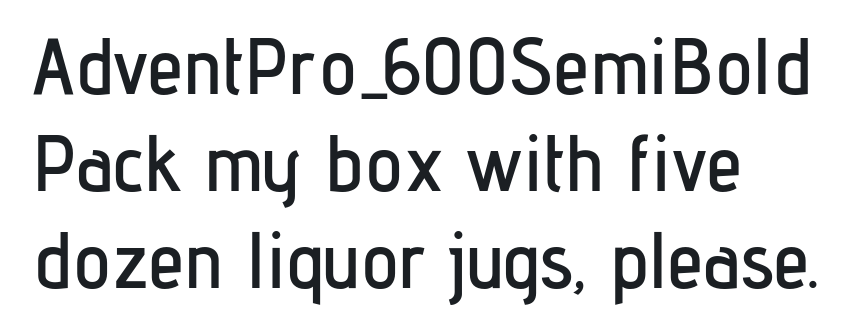 AdventPro_600SemiBold
Pack my box with five
dozen liquor jugs, please.